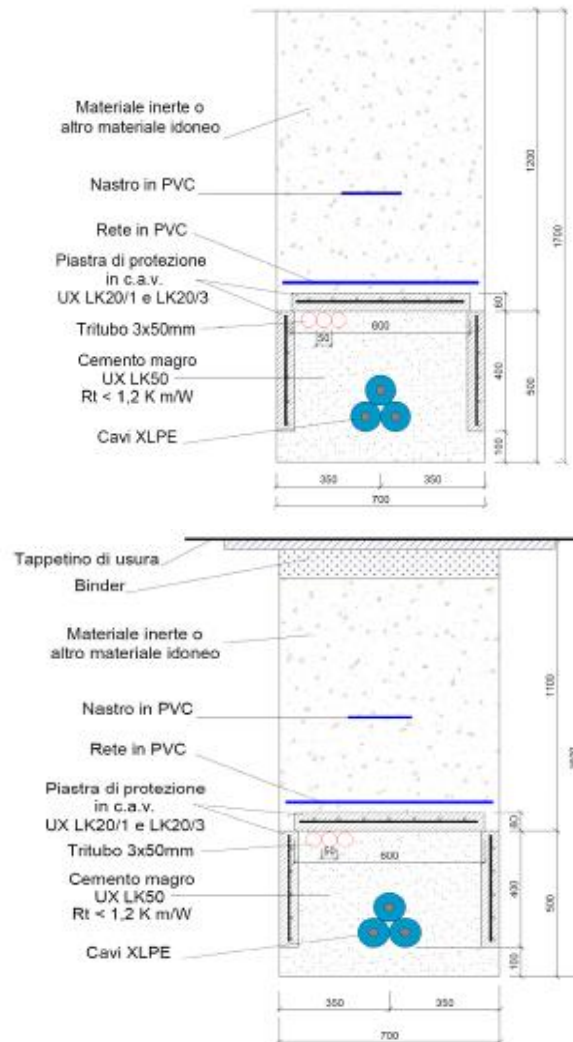 Materiale inerte o
altro materiale idoneo
Nastro in PVC
Rete in PVC
Piastra di protezione
in c.a.v.
UX LK20/1 e LK20/3
Tritubo 3x50mm
Cemento magro
UX LK50
Rt < 1,2 K m/W
Cavi XLPE
600
50
1200
1700
60
400
500
100
350
350
700
Tappetino di usura
Binder
Materiale inerte o
altro materiale idoneo
Nastro in PVC
Rete in PVC
Piastra di protezione
in c.a.v.
UX LK20/1 e LK20/3
Tritubo 3x50mm
Cemento magro
UX LK50
Rt < 1,2 K m/W
Cavi XLPE
600
50
1100
60
400
500
100
350
350
700